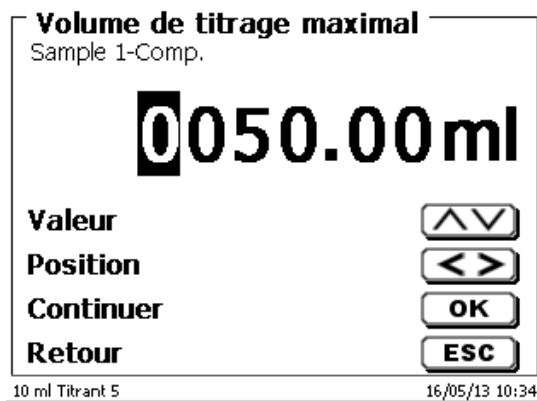 Volume de titrage maximal
Sample 1-Comp.
0050.00ml
Valeur
Position
< >
Continuer OK
Retour ESC
10 ml Titrant 5 16/05/13 10:34